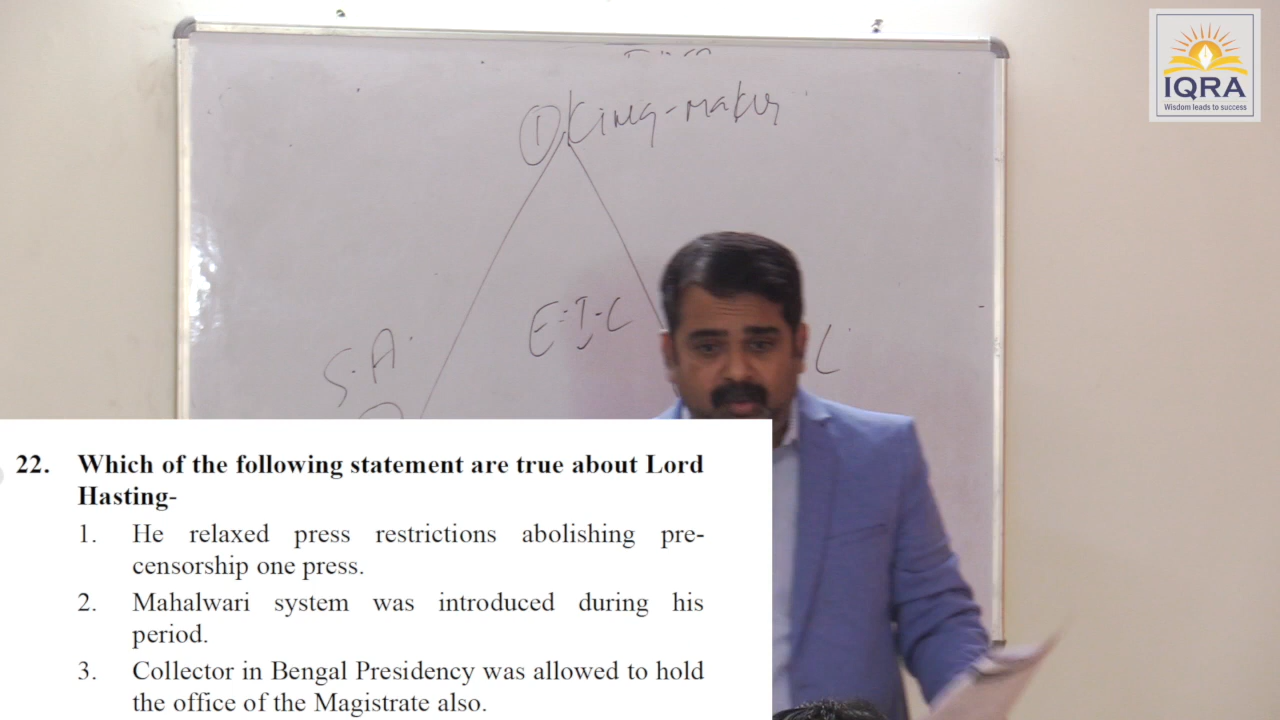 IQRA
Wisdom leads to success
① King-maker
E.I.C
S.A.
22. Which of the following statement are true about Lord
Hasting-
1. He relaxed press restrictions abolishing pre-
censorship one press.
2. Mahalwari system was introduced during his
period.
3. Collector in Bengal Presidency was allowed to hold
the office of the Magistrate also.